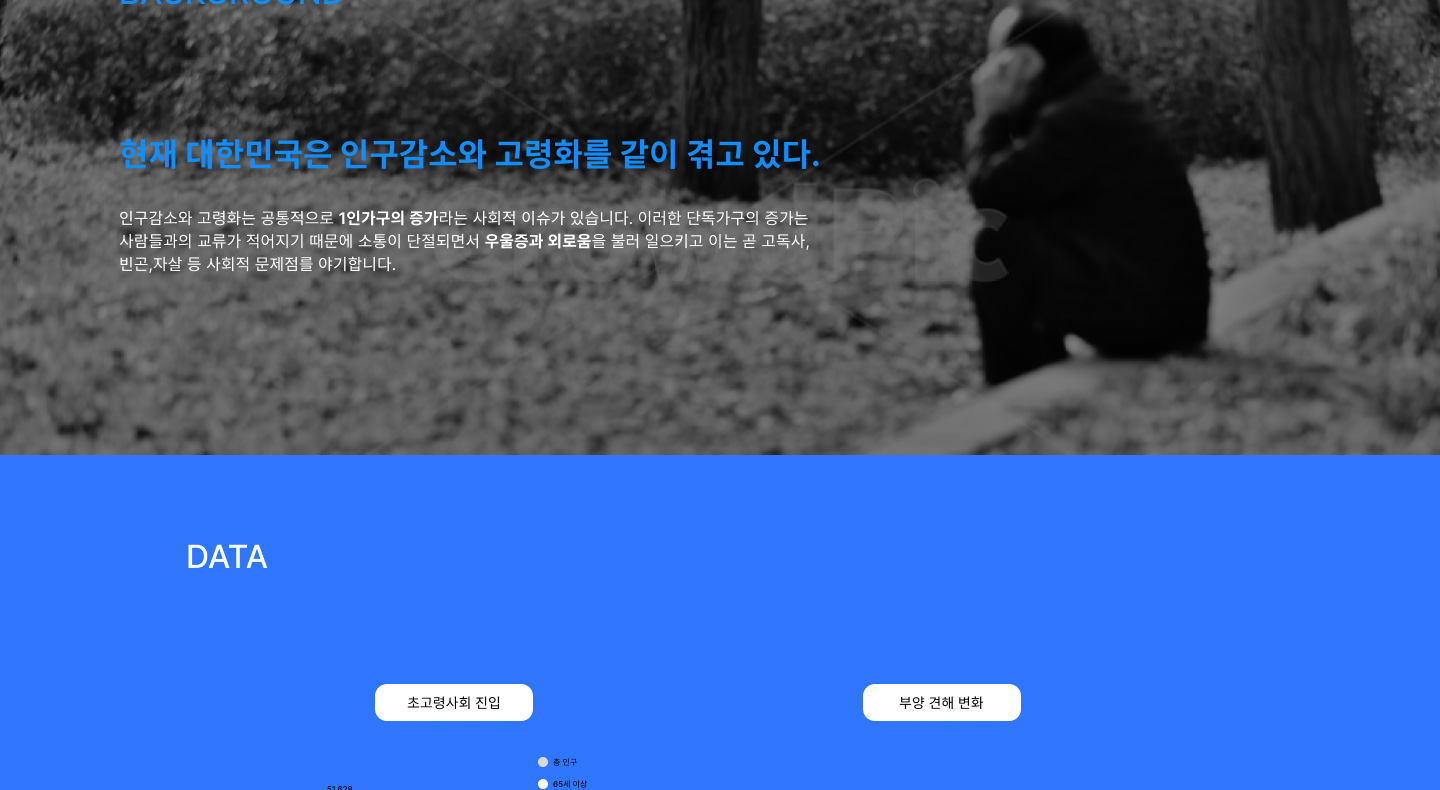 BACKGROUND
현재 대한민국은 인구감소와 고령화를 같이 겪고 있다.
인구감소와 고령화는 공통적으로 1인가구의 증가라는 사회적 이슈가 있습니다. 이러한 단독가구의 증가는
사람들과의 교류가 적어지기 때문에 소통이 단절되면서 우울증과 외로움을 불러 일으키고 이는 곧 고독사,
빈곤,자살 등 사회적 문제점를 야기합니다.
DATA
초고령사회 진입
부양 견해 변화
총 인구
65세 이상
51,628